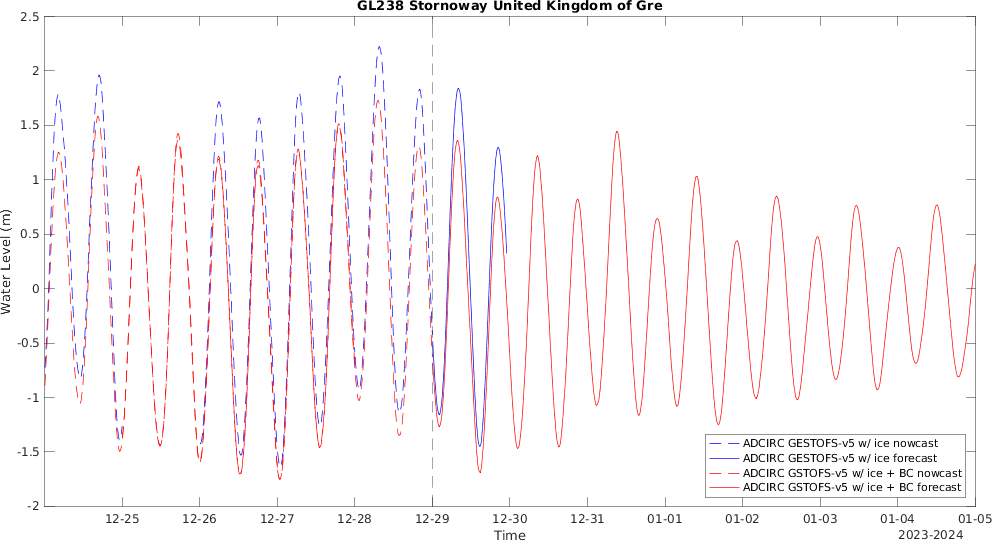 GL238 Stornoway United Kingdom of Gre
2.5
2
1.5
1
0.5
0
-0.5
-1
-1.5
-2
Water Level (m)
ADCIRC GESTOFS-v5 w/ ice nowcast
ADCIRC GESTOFS-v5 w/ ice forecast
ADCIRC GSTOFS-v5 w/ ice + BC nowcast
ADCIRC GSTOFS-v5 w/ ice + BC forecast
12-25 12-26 12-27 12-28 12-29 12-30 12-31 01-01 01-02 01-03 01-04 01-05
Time
2023-2024